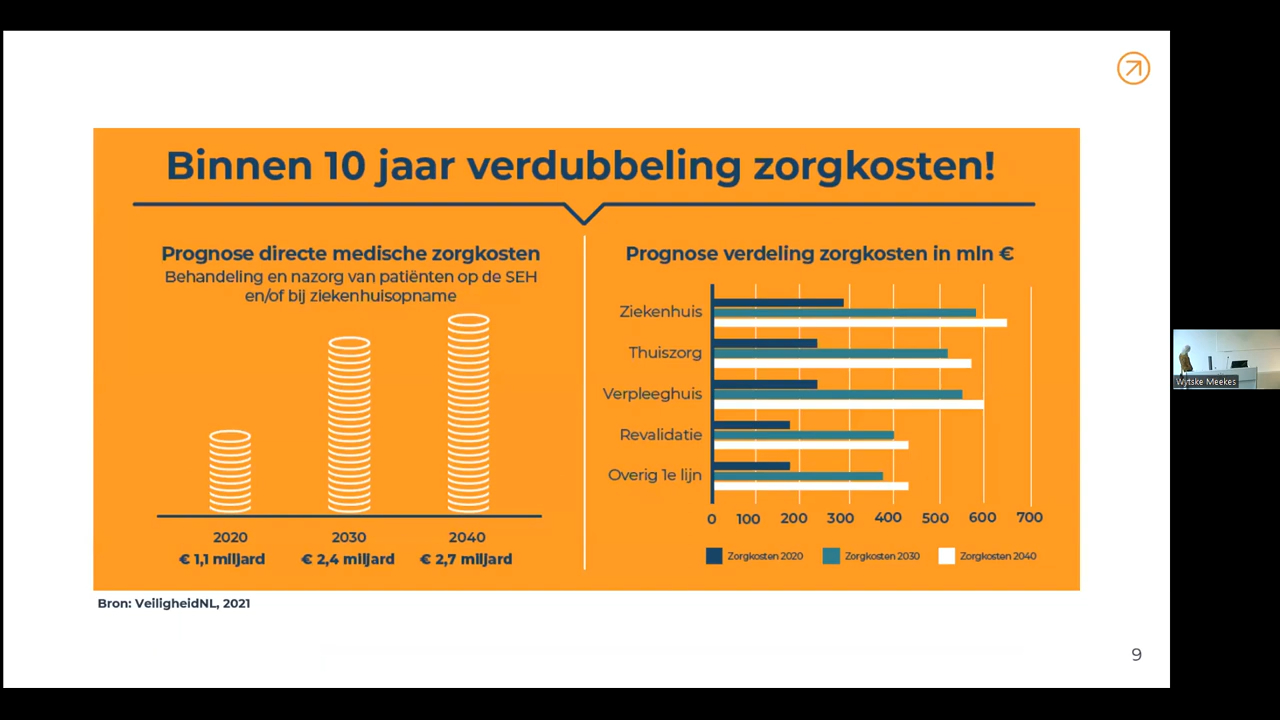 Binnen 10 jaar verdubbeling zorgkosten!
Prognose directe medische zorgkosten
Behandeling en nazorg van patiënten op de SEH
en/of bij ziekenhuisopname
2020
2030
2040
€ 1,1 miljard
€ 2,4 miljard
€ 2,7 miljard
Prognose verdeling zorgkosten in mln €
Ziekenhuis
Thuiszorg
Verpleeghuis
Revalidatie
Overig 1e lijn
0 100 200 300 400 500 600 700
Zorgkosten 2020
Zorgkosten 2030
Zorgkosten 2040
Bron: VeiligheidNL, 2021
9
Wytske Meekes